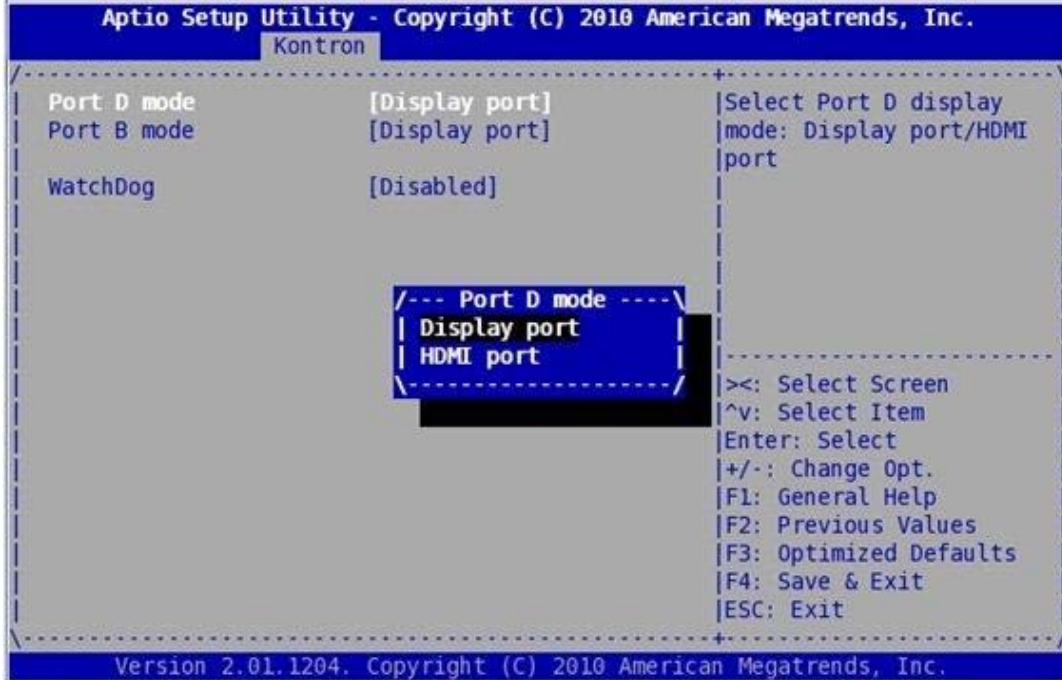 Aptio Setup Utility - Copyright (C) 2010 American Megatrends, Inc.
Kontron
Port D mode [Display port]
Port B mode [Display port]
WatchDog [Disabled]
Select Port D display
mode: Display port/HDMI
port
Port D mode
Display port
HDMI port
><: Select Screen
^v: Select Item
Enter: Select
+/-: Change Opt.
F1: General Help
F2: Previous Values
F3: Optimized Defaults
F4: Save & Exit
ESC: Exit
Version 2.01.1204. Copyright (C) 2010 American Megatrends, Inc.